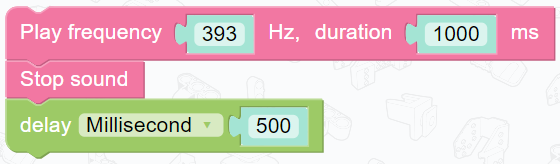 Play frequency 393 Hz, duration 1000 ms
Stop sound
delay Millisecond 500